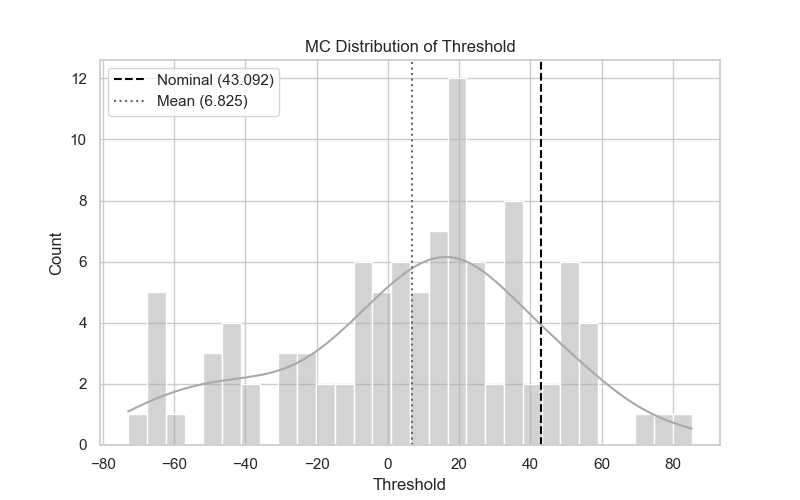 MC Distribution of Threshold
Nominal (43.092)
Mean (6.825)
12
10
8
6
4
2
0
Count
−80 −60 −40 −20 0 20 40 60 80
Threshold